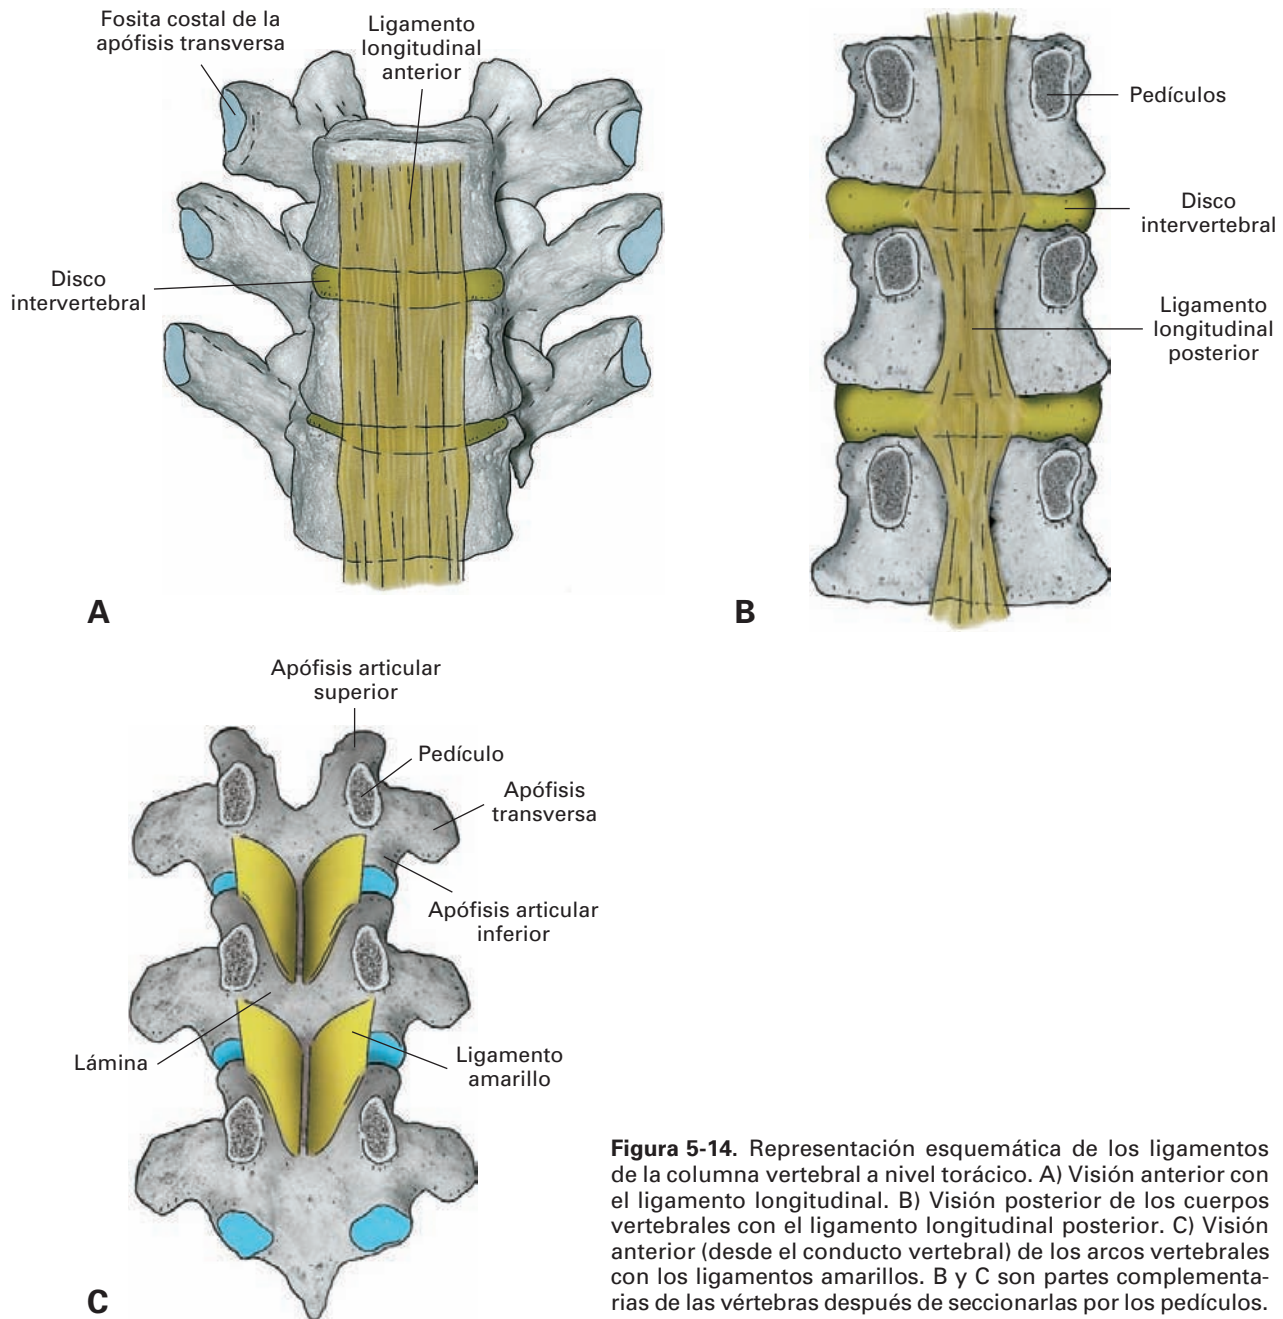 Fosita costal de la
apófisis transversa
Ligamento
longitudinal
anterior
Disco
intervertebral
A
Pedículos
Disco
intervertebral
Ligamento
longitudinal
posterior
B
Apófisis articular
superior
Pedículo
Apófisis
transversa
Apófisis articular
inferior
Lámina
Ligamento
amarillo
C
Figura 5-14. Representación esquemática de los ligamentos
de la columna vertebral a nivel torácico. A) Visión anterior con
el ligamento longitudinal. B) Visión posterior de los cuerpos
vertebrales con el ligamento longitudinal posterior. C) Visión
anterior (desde el conducto vertebral) de los arcos vertebrales
con los ligamentos amarillos. B y C son partes complementa-
rias de las vértebras después de seccionarlas por los pedículos.